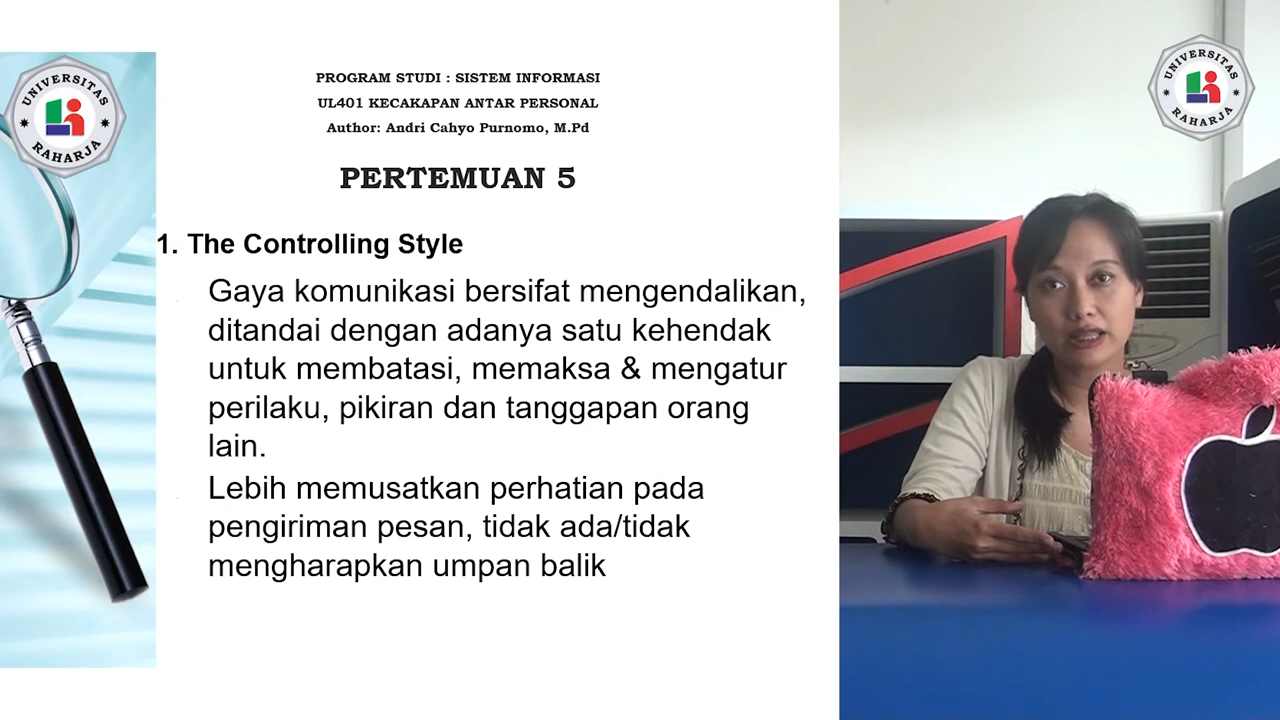 UNIVERSITAS
RAHARJA
PROGRAM STUDI : SISTEM INFORMASI
UL401 KECAKAPAN ANTAR PERSONAL
Author: Andri Cahyo Purnomo, M.Pd
PERTEMUAN 5
1. The Controlling Style
Gaya komunikasi bersifat mengendalikan,
ditandai dengan adanya satu kehendak
untuk membatasi, memaksa & mengatur
perilaku, pikiran dan tanggapan orang
lain.
Lebih memusatkan perhatian pada
pengiriman pesan, tidak ada/tidak
mengharapkan umpan balik
UNIVERSITAS
RAHARJA